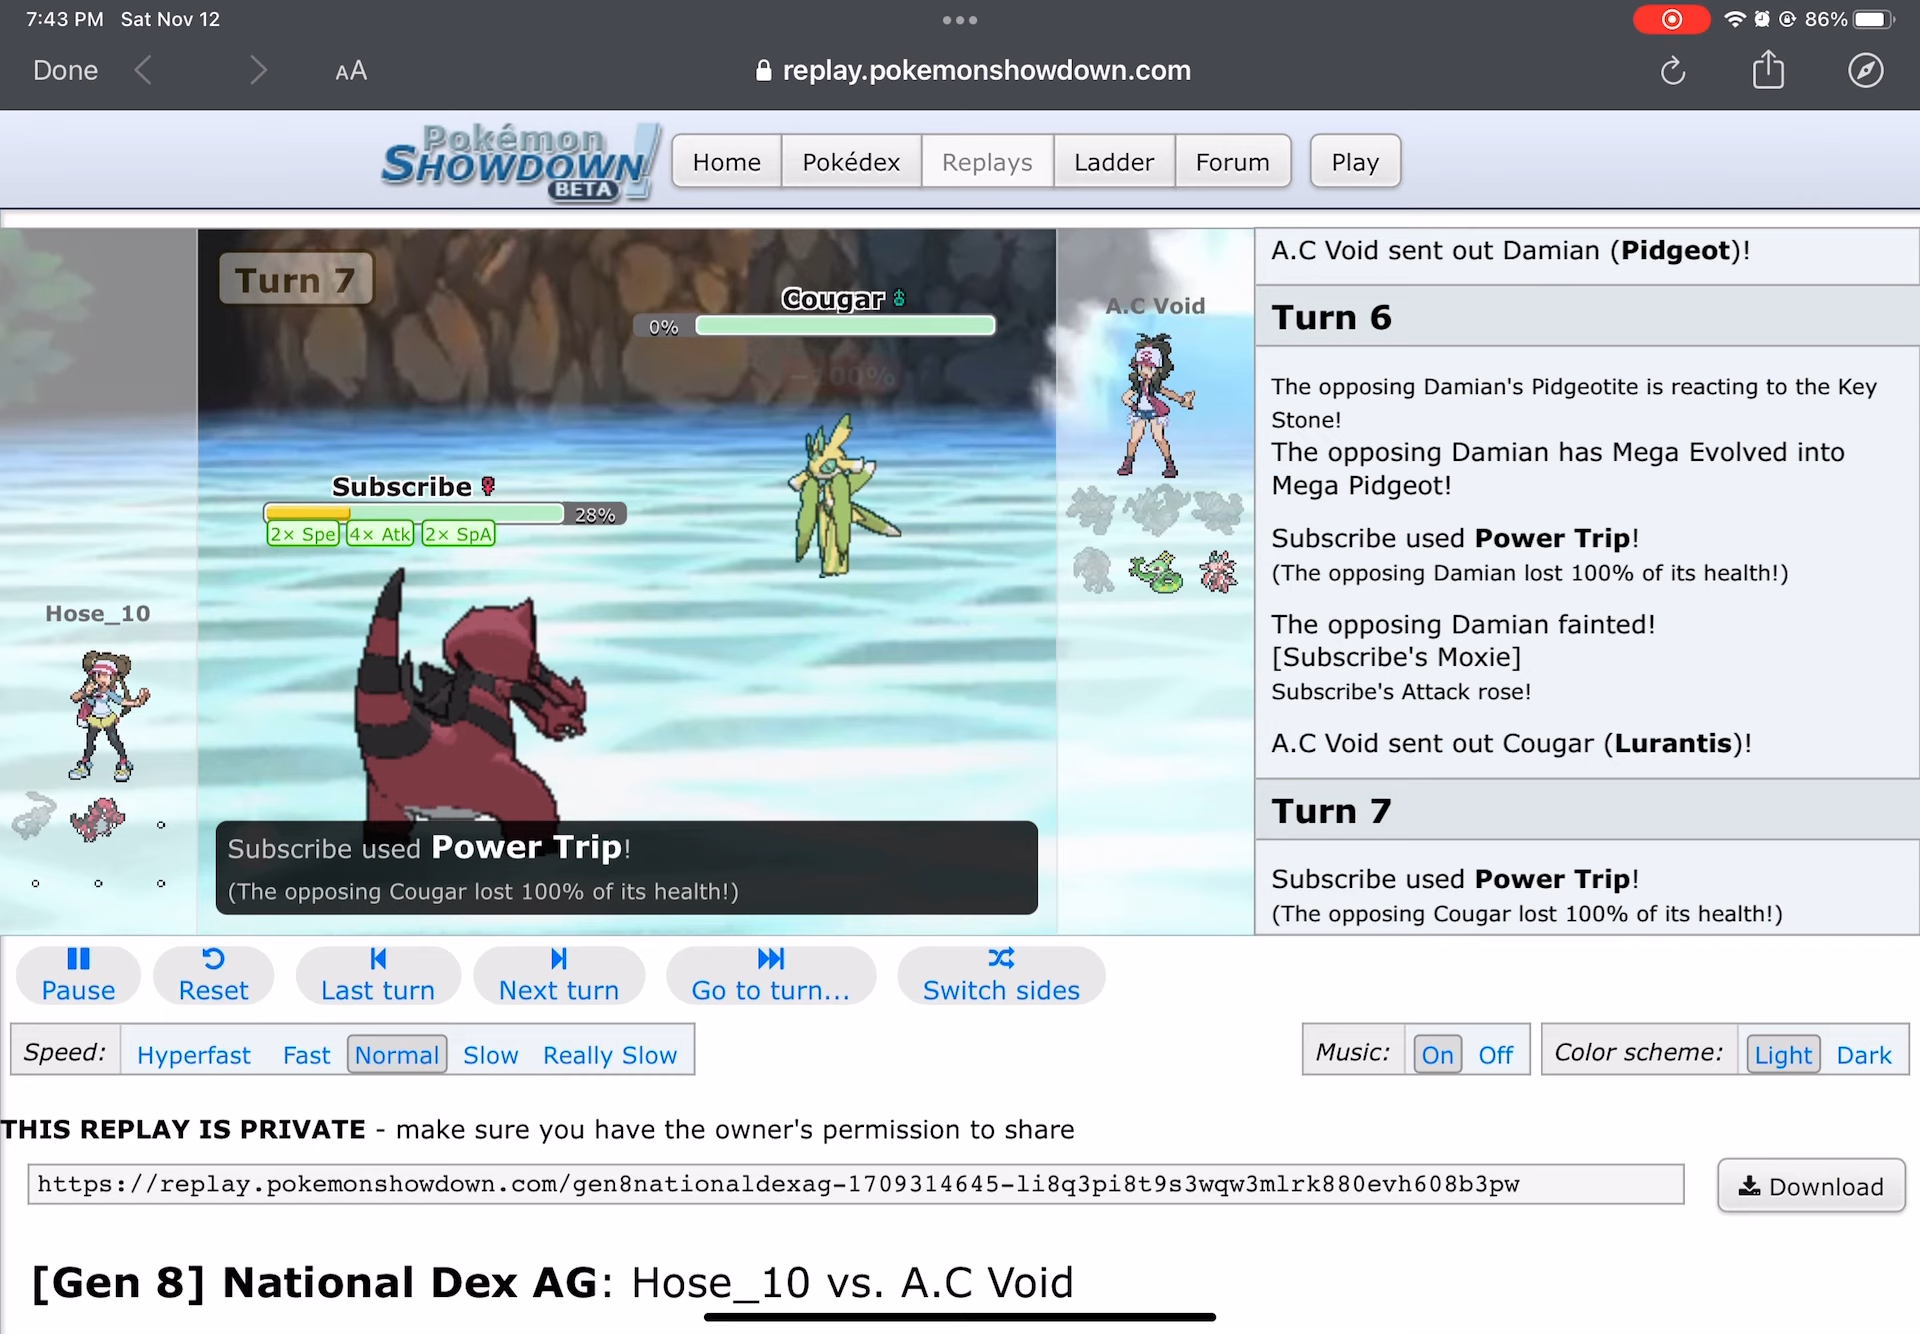 7:43 PM Sat Nov 12
86%
Done
AA
replay.pokemonshowdown.com
Pokémon
SHOWDOWN!
BETA
Home
Pokédex
Replays
Ladder
Forum
Play
Turn 7
Cougar
0%
-100%
Subscribe
28%
2× Spe 4× Atk 2× SpA
Hose_10
A.C Void
Subscribe used Power Trip!
(The opposing Cougar lost 100% of its health!)
A.C Void sent out Damian (Pidgeot)!
Turn 6
The opposing Damian's Pidgeotite is reacting to the Key
Stone!
The opposing Damian has Mega Evolved into
Mega Pidgeot!
Subscribe used Power Trip!
(The opposing Damian lost 100% of its health!)
The opposing Damian fainted!
[Subscribe's Moxie]
Subscribe's Attack rose!
A.C Void sent out Cougar (Lurantis)!
Turn 7
Subscribe used Power Trip!
(The opposing Cougar lost 100% of its health!)
Pause
Reset
Last turn
Next turn
Go to turn...
Switch sides
Speed: Hyperfast Fast Normal Slow Really Slow
Music: On Off
Color scheme: Light Dark
THIS REPLAY IS PRIVATE - make sure you have the owner's permission to share
https://replay.pokemonshowdown.com/gen8nationaldexag-1709314645-li8q3pi8t9s3wqw3mlrk880evh608b3pw
Download
[Gen 8] National Dex AG: Hose_10 vs. A.C Void